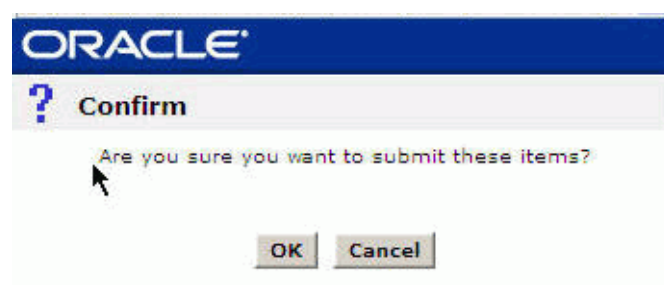 ORACLE
? Confirm
Are you sure you want to submit these items?
OK Cancel